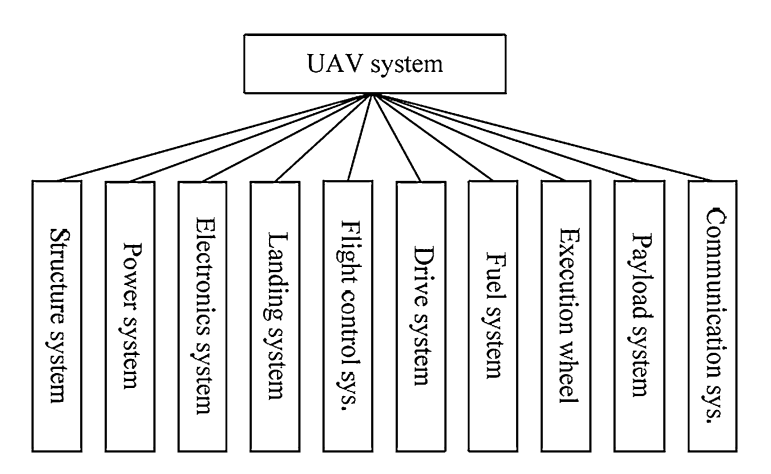 UAV system
Structure system
Power system
Electronics system
Landing system
Flight control sys.
Drive system
Fuel system
Execution wheel
Payload system
Communication sys.